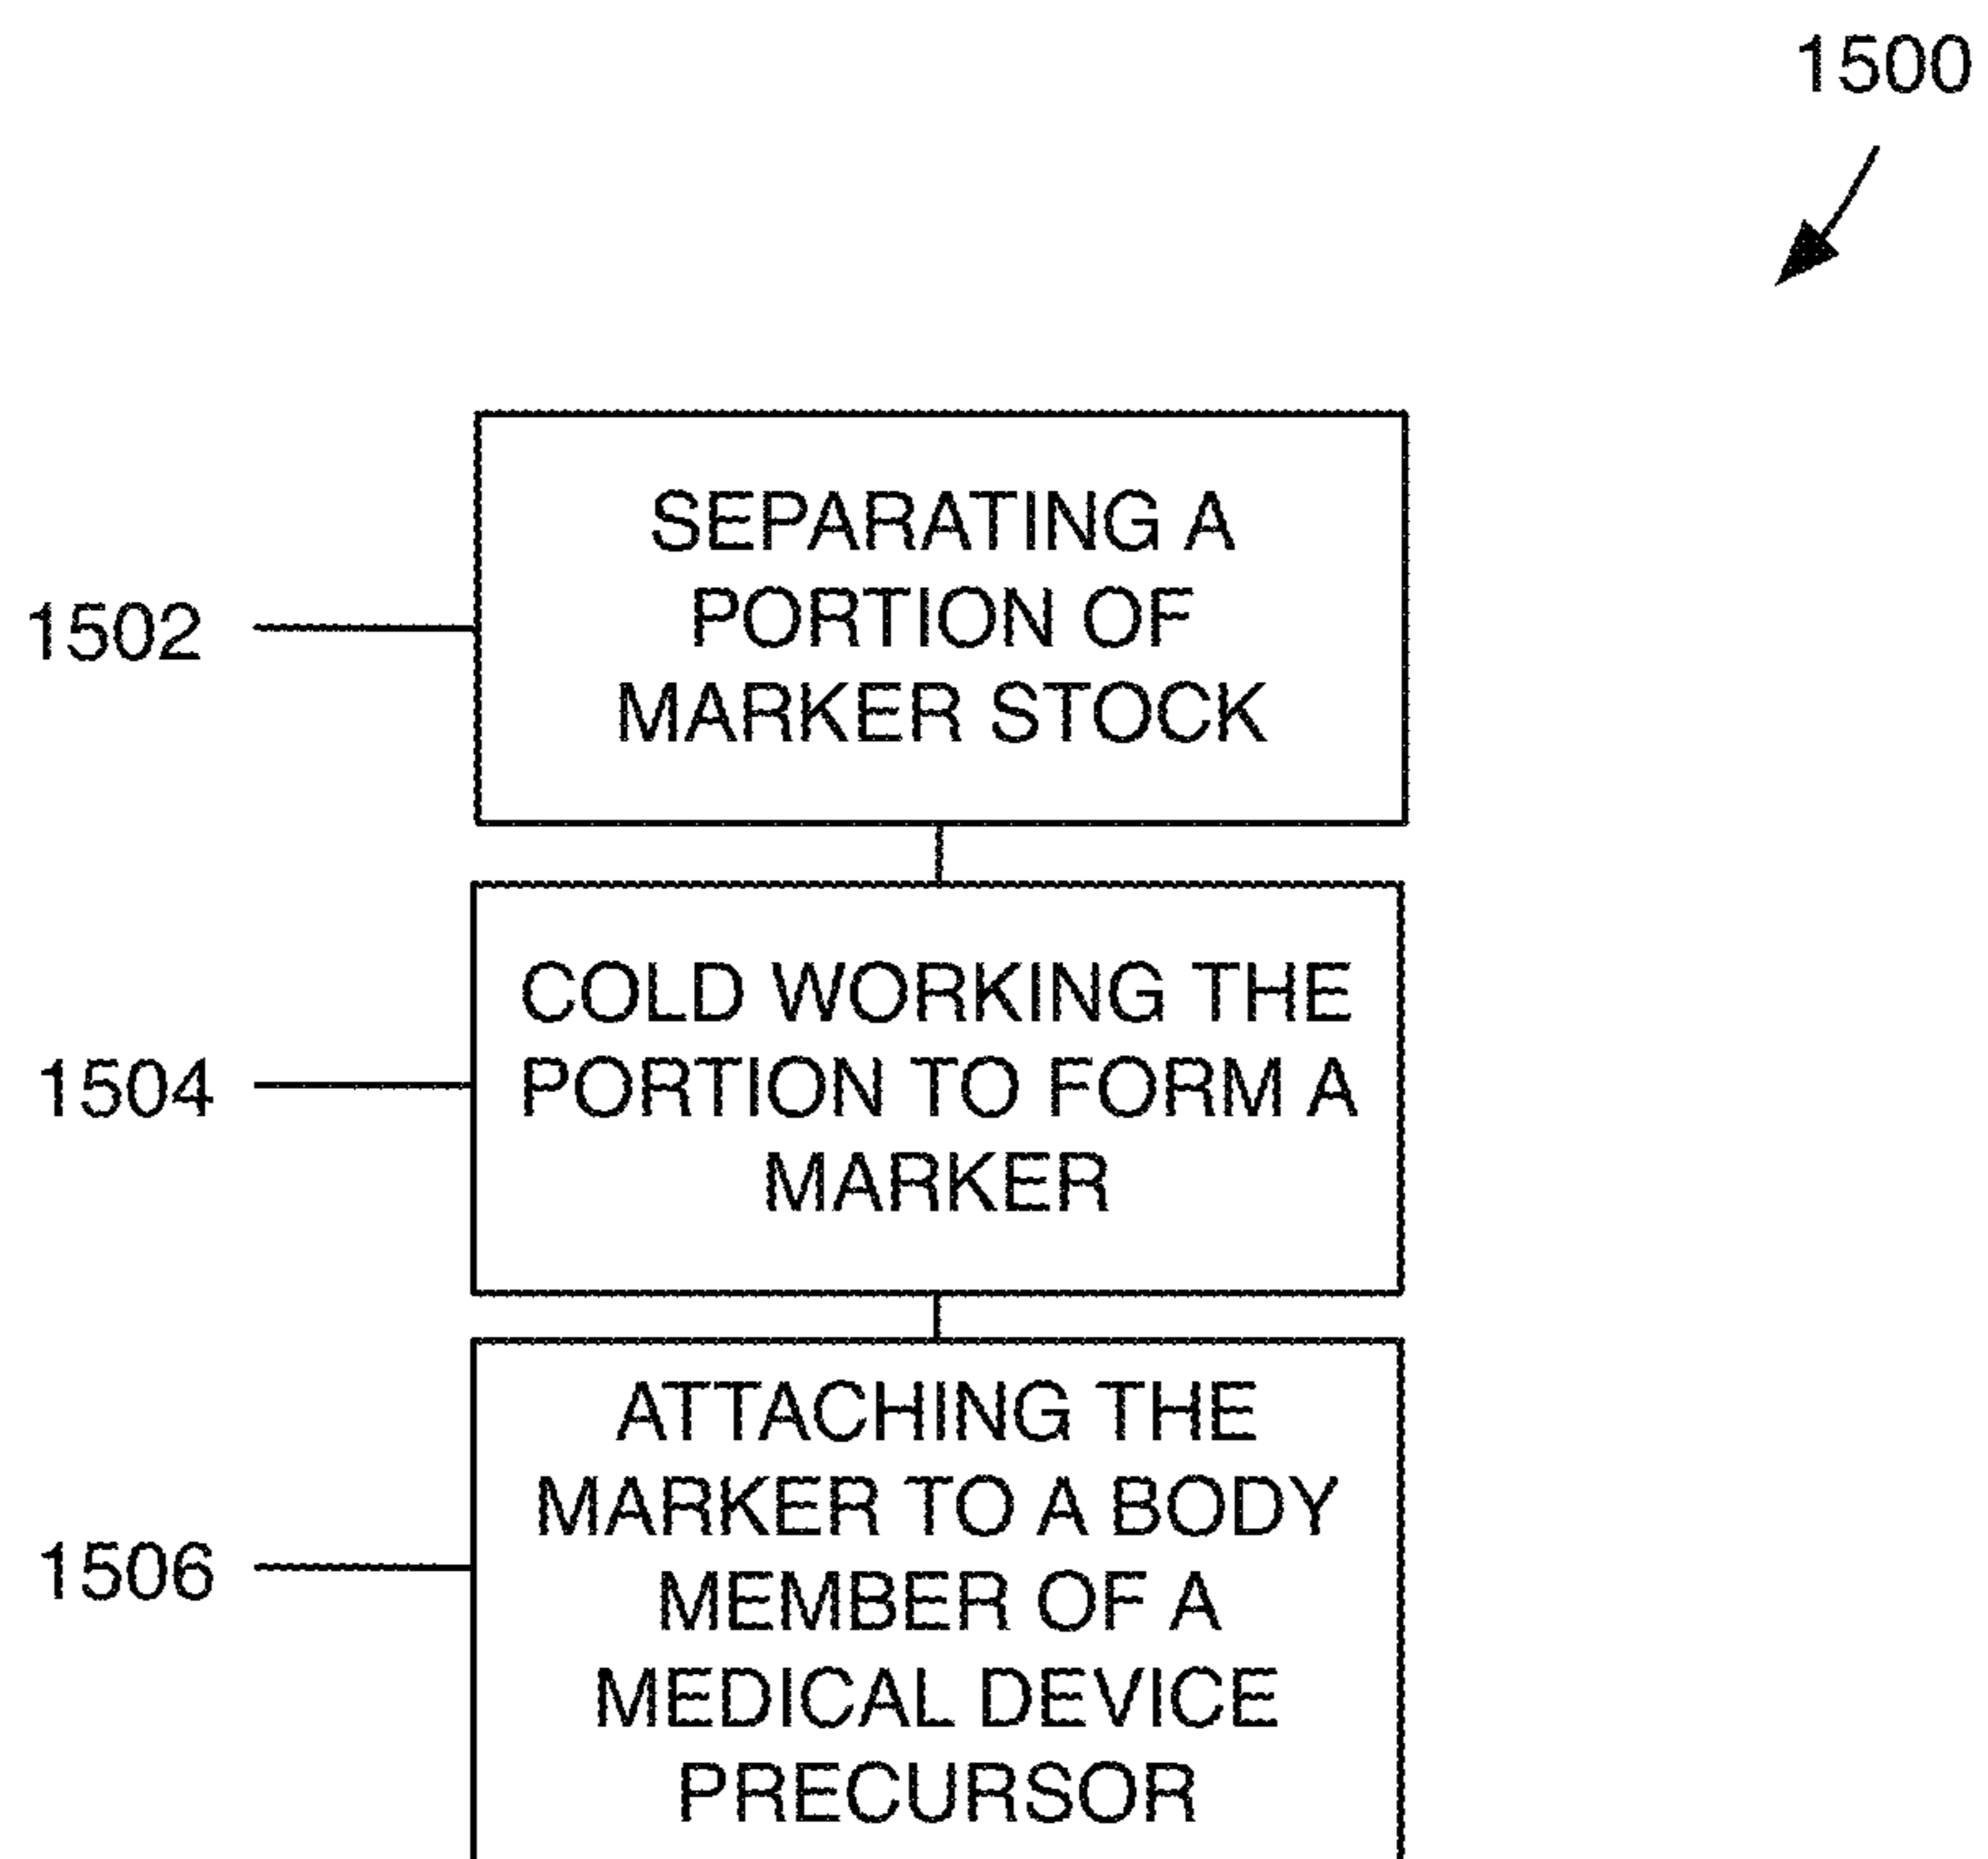 1500
1502
SEPARATING A
PORTION OF
MARKER STOCK
1504
COLD WORKING THE
PORTION TO FORM A
MARKER
1506
ATTACHING THE
MARKER TO A BODY
MEMBER OF A
MEDICAL DEVICE
PRECURSOR